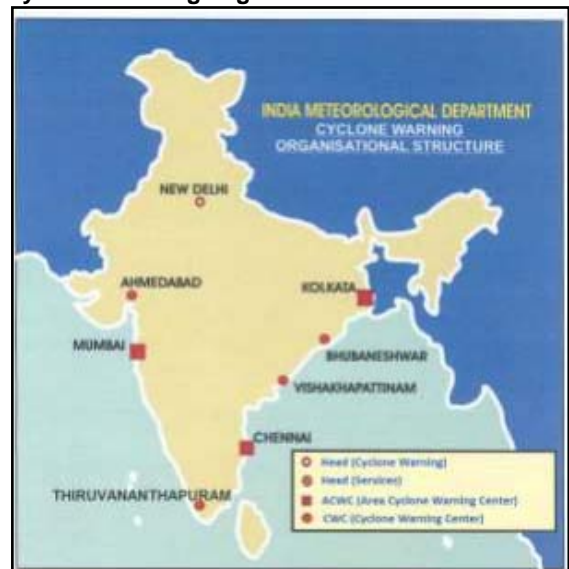 INDIA METEOROLOGICAL DEPARTMENT
CYCLONE WARNING
ORGANISATIONAL STRUCTURE
NEW DELHI
AHMEDABAD
KOLKATA
MUMBAI
BHUBANESHWAR
VISHAKHAPATTINAM
CHENNAI
THIRUVANANTHAPURAM
Head (Cyclone Warning)
Head (Services)
ACWC (Area Cyclone Warning Center)
CWC (Cyclone Warning Center)